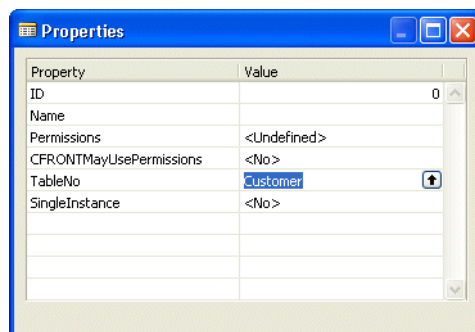 Properties
Property Value
ID 0
Name
Permissions <Undefined>
CFRONTMayUsePermissions <No>
TableNo Customer
SingleInstance <No>